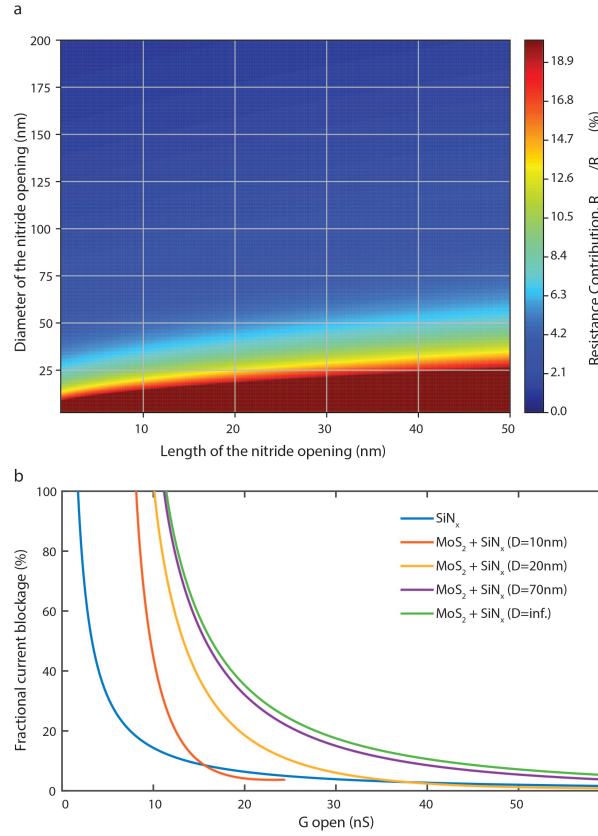 a
200
175
150
125
100
75
50
25
Diameter of the nitride opening (nm)
10
20
30
40
50
Length of the nitride opening (nm)
18.9
16.8
14.7
12.6
10.5
8.4
6.3
4.2
2.1
0.0
Resistance Contribution, R /R (%)
b
100
80
60
40
20
0
Fractional current blockage (%)
SiNₓ
MoS₂ + SiNₓ (D=10nm)
MoS₂ + SiNₓ (D=20nm)
MoS₂ + SiNₓ (D=70nm)
MoS₂ + SiNₓ (D=inf.)
0
10
20
30
40
50
G open (nS)